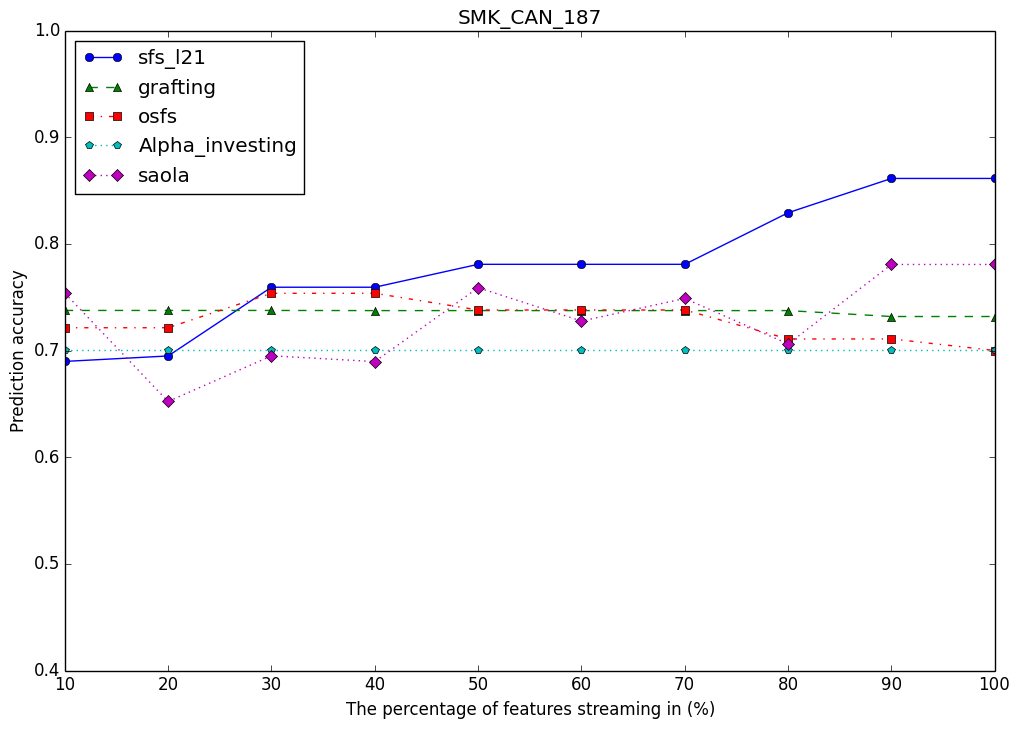 SMK_CAN_187
sfs_l21
grafting
osfs
Alpha_investing
saola
Prediction accuracy
1.0
0.9
0.8
0.7
0.6
0.5
0.4
10 20 30 40 50 60 70 80 90 100
The percentage of features streaming in (%)